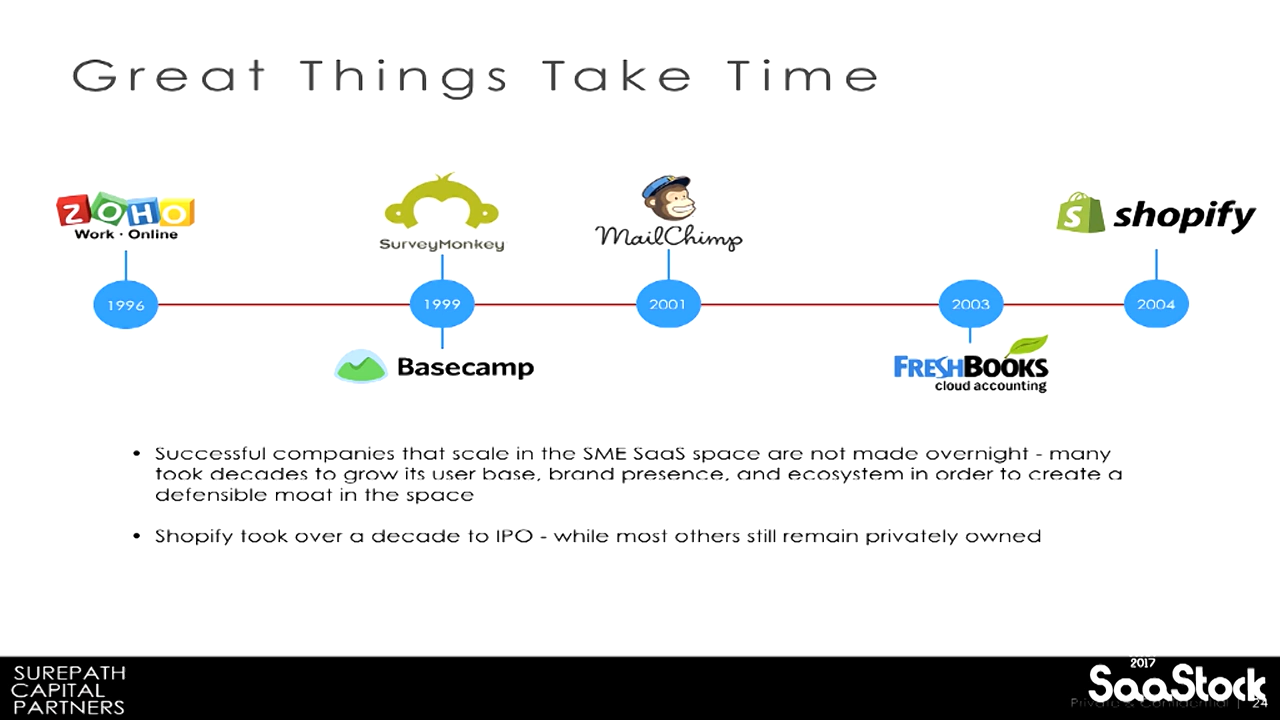 Great Things Take Time
ZOHO
Work · Online
SurveyMonkey
MailChimp
shopify
1996
1999
2001
2003
2004
Basecamp
FRESHBOOKS
cloud accounting
• Successful companies that scale in the SME SaaS space are not made overnight - many
took decades to grow its user base, brand presence, and ecosystem in order to create a
defensible moat in the space
• Shopify took over a decade to IPO - while most others still remain privately owned
SUREPATH
CAPITAL
PARTNERS
2017
SaaStock
Private & Confidential | 24